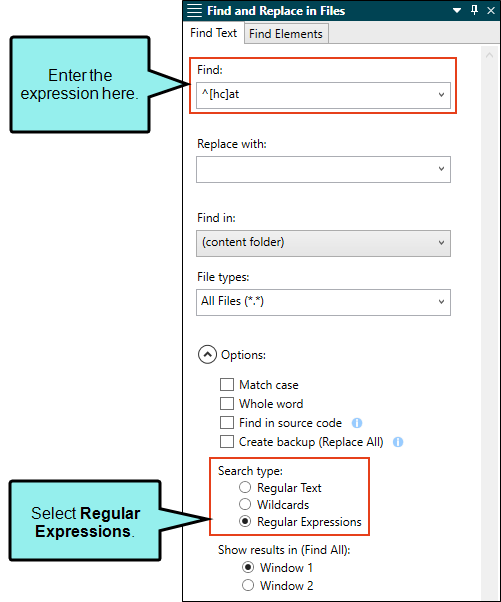 Find and Replace in Files
Find Text
Find Elements
Enter the
expression here.
Find:
^[hc]at
Replace with:
Find in:
(content folder)
File types:
All Files (*.*)
Options:
Match case
Whole word
Find in source code
Create backup (Replace All)
Search type:
Regular Text
Wildcards
Regular Expressions
Select Regular
Expressions.
Show results in (Find All):
Window 1
Window 2